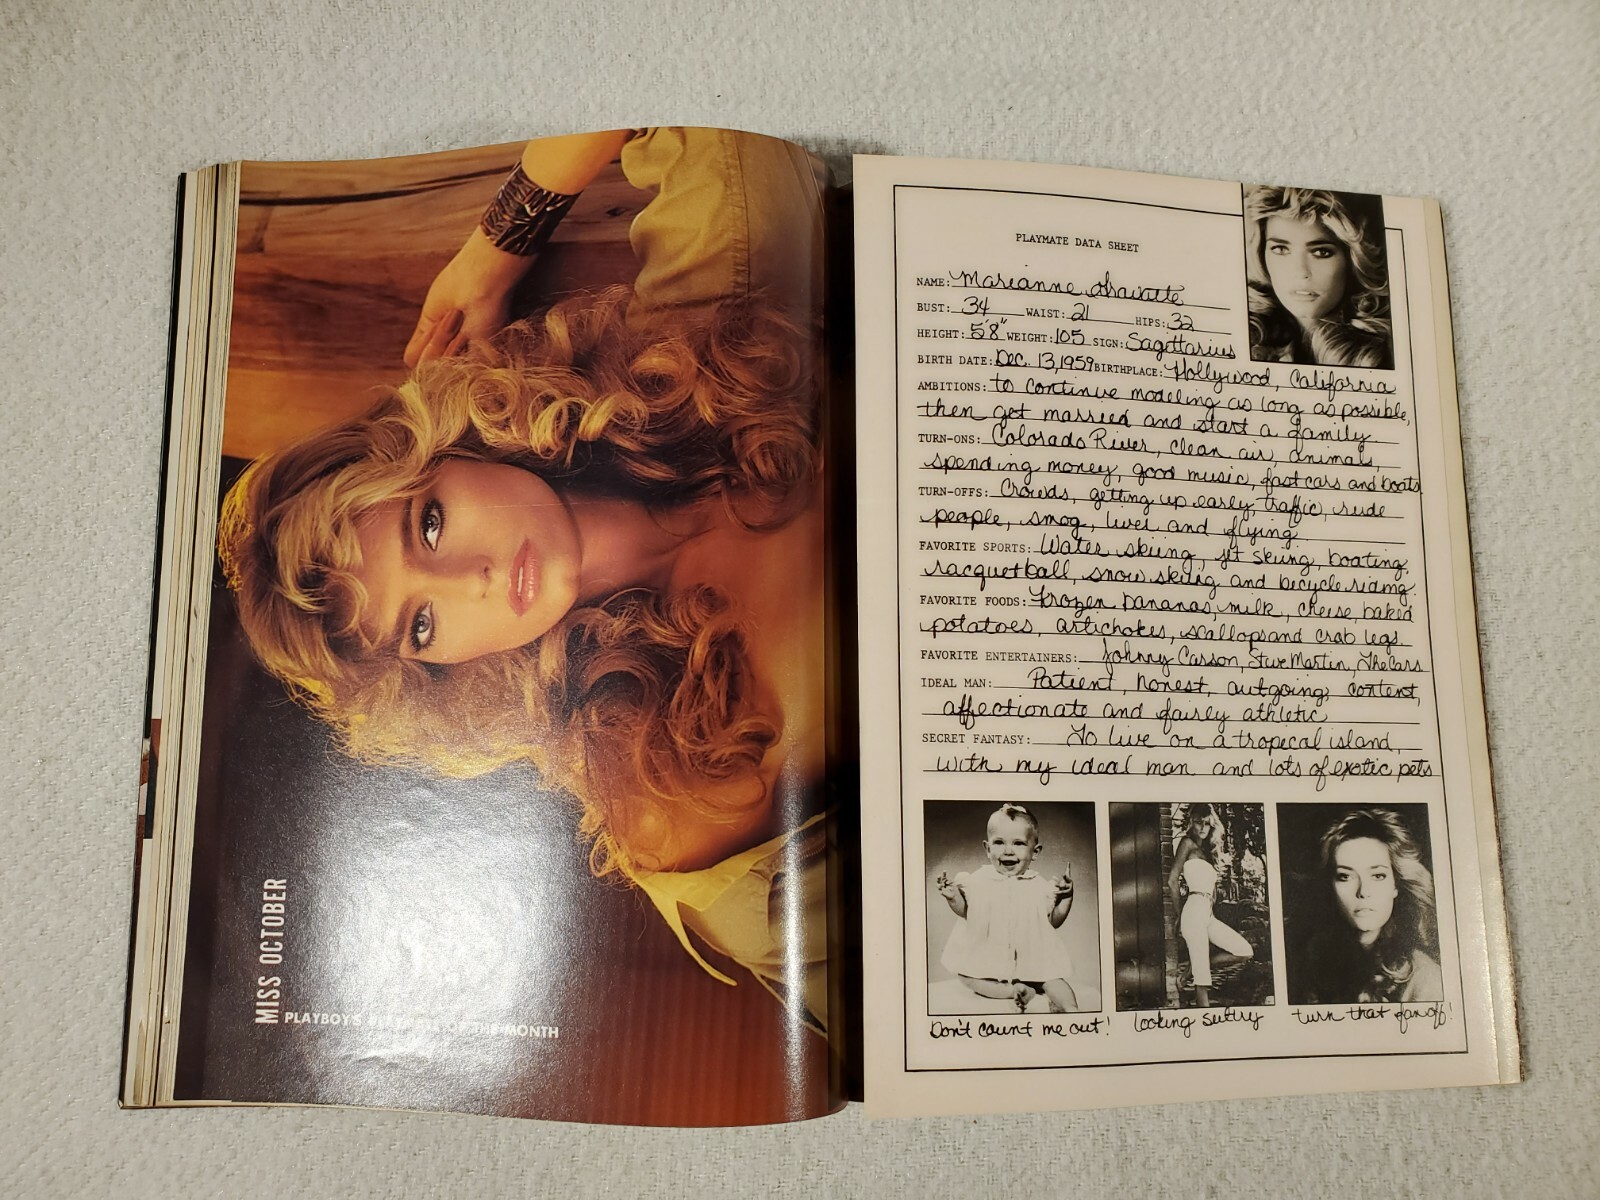 MISS OCTOBER
PLAYBOY'S PLAYMATE OF THE MONTH
PLAYMATE DATA SHEET
NAME: Marianne Gravatte
BUST: 34 WAIST: 21 HIPS: 32
HEIGHT: 5'8" WEIGHT: 105 SIGN: Sagittarius
BIRTH DATE: Dec. 13, 1959 BIRTHPLACE: Hollywood, California
AMBITIONS: to continue modeling as long as possible,
then get married and start a family.
TURN-ONS: Colorado River, clean air, animals,
spending money, good music, fast cars and boats
TURN-OFFS: Crowds, getting up early, traffic, rude
people, smog, liver and flying.
FAVORITE SPORTS: Water skiing, jet skiing, boating,
racquetball, snow skiing and bicycle riding.
FAVORITE FOODS: Frozen bananas, milk, cheese, baked
potatoes, artichokes, scallops and crab legs.
FAVORITE ENTERTAINERS: Johnny Carson, Steve Martin, The Cars
IDEAL MAN: Patient, honest, outgoing, content,
affectionate and fairly athletic
SECRET FANTASY: To live on a tropical island,
with my ideal man and lots of exotic pets
Don't count me out! looking sultry turn that fan off!